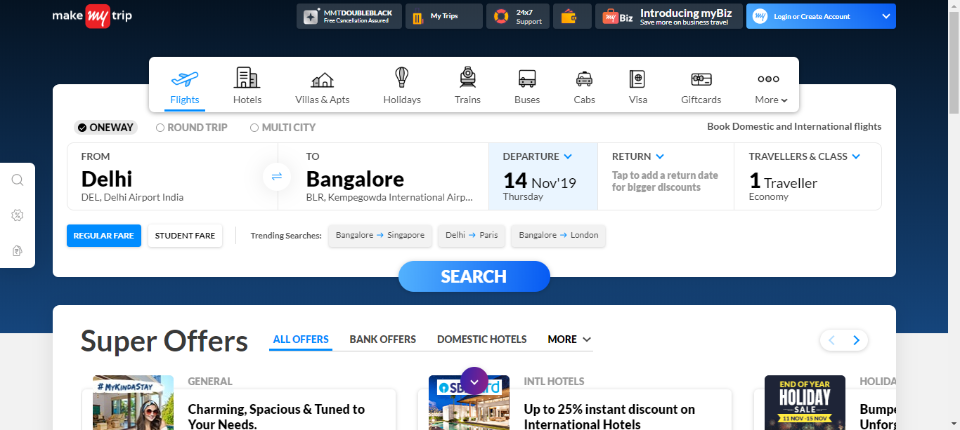 make my trip
MMTDOUBLEBLACK
Free Cancellation Assured
My Trips
24x7
Support
my Biz
Introducing myBiz
Save more on business travel
my
Login or Create Account
Flights
Hotels
Villas & Apts
Holidays
Trains
Buses
Cabs
Visa
Giftcards
More
ONEWAY
ROUND TRIP
MULTI CITY
Book Domestic and International flights
FROM
Delhi
DEL, Delhi Airport India
TO
Bangalore
BLR, Kempegowda International Airp...
DEPARTURE
14 Nov'19
Thursday
RETURN
Tap to add a return date
for bigger discounts
TRAVELLERS & CLASS
1 Traveller
Economy
REGULAR FARE
STUDENT FARE
Trending Searches:
Bangalore → Singapore
Delhi → Paris
Bangalore → London
SEARCH
Super Offers
ALL OFFERS
BANK OFFERS
DOMESTIC HOTELS
MORE
#MYKINDASTAY
GENERAL
Charming, Spacious & Tuned to
Your Needs.
INTL HOTELS
Up to 25% instant discount on
International Hotels
END OF YEAR
HOLIDAY
SALE
11 NOV -15 NOV
HOLIDA
Bumpe
Unforg